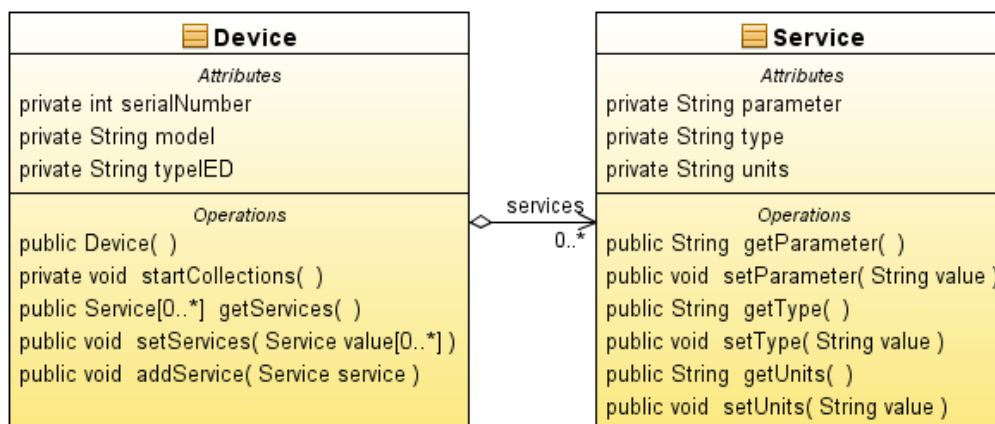 Device
Attributes
private int serialNumber
private String model
private String typeIED
Operations
public Device( )
private void startCollections( )
public Service[0..*] getServices( )
public void setServices( Service value[0..*] )
public void addService( Service service )
services
0..*
Service
Attributes
private String parameter
private String type
private String units
Operations
public String getParameter( )
public void setParameter( String value )
public String getType( )
public void setType( String value )
public String getUnits( )
public void setUnits( String value )